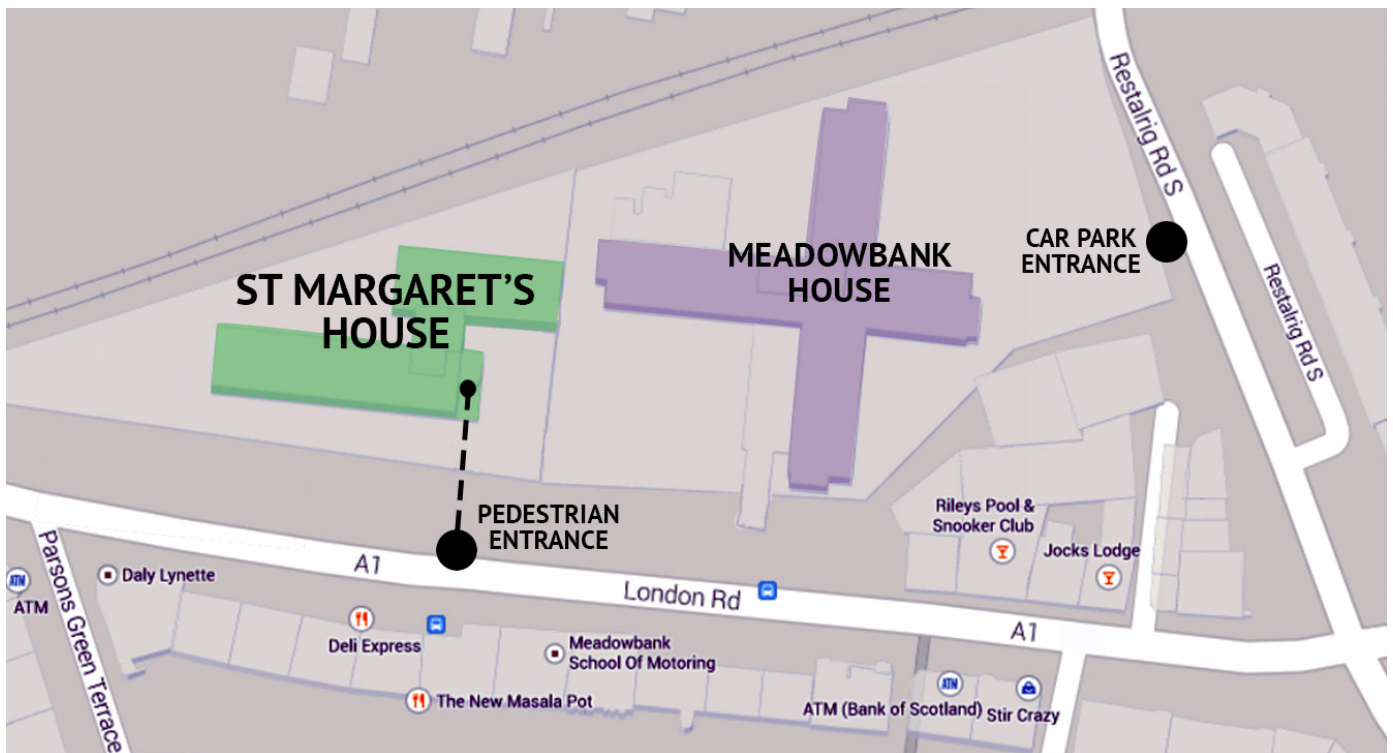 Restalrig Rd S
MEADOWBANK
HOUSE
CAR PARK
ENTRANCE
ST MARGARET'S
HOUSE
Restalrig Rd S
PEDESTRIAN
ENTRANCE
Rileys Pool &
Snooker Club
Jocks Lodge
A1
London Rd
A1
Parsons Green Terrace
ATM
ATM
Daly Lynette
Deli Express
Meadowbank
School Of Motoring
The New Masala Pot
ATM
ATM (Bank of Scotland)
Stir Crazy